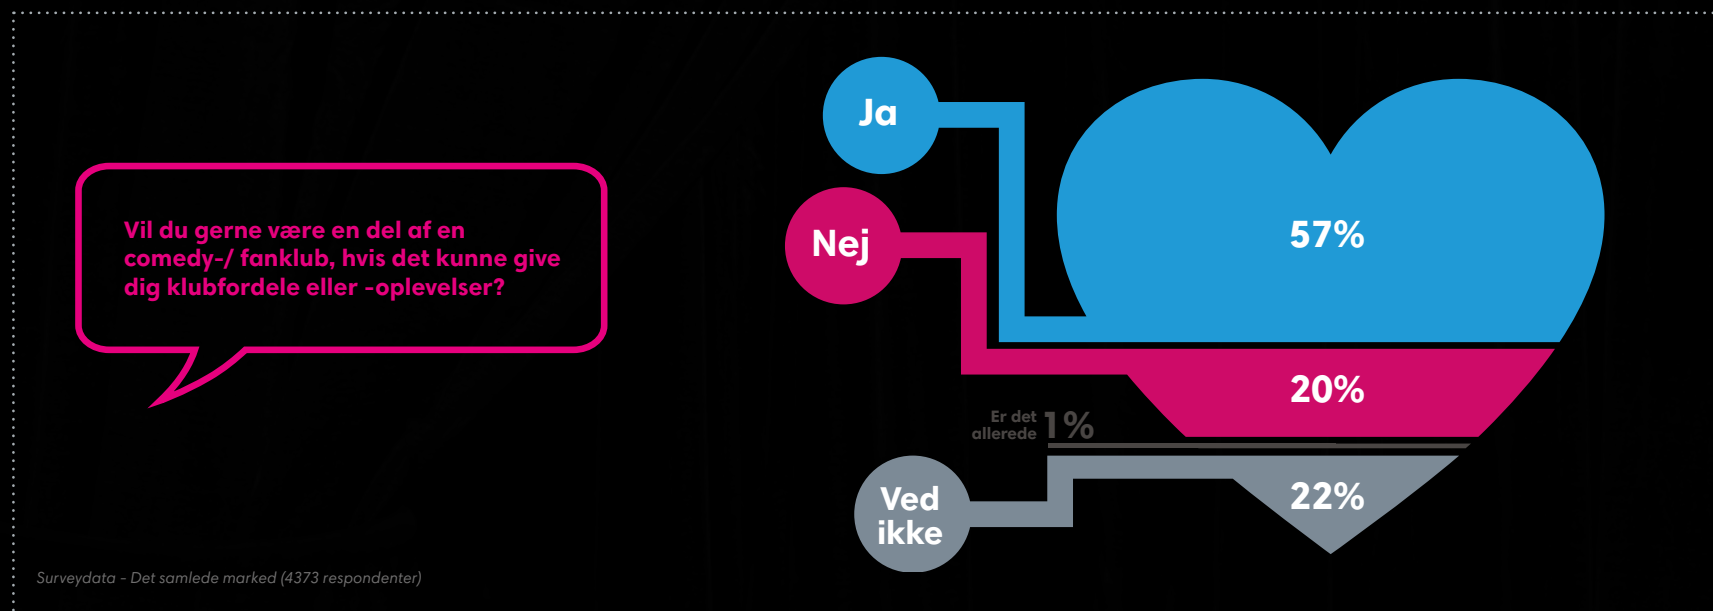 Vil du gerne være en del af en
comedy-/ fanklub, hvis det kunne give
dig klubfordele eller -oplevelser?
Ja
57%
Nej
20%
Er det
allerede 1%
Ved
ikke
22%
Surveydata - Det samlede marked (4373 respondenter)